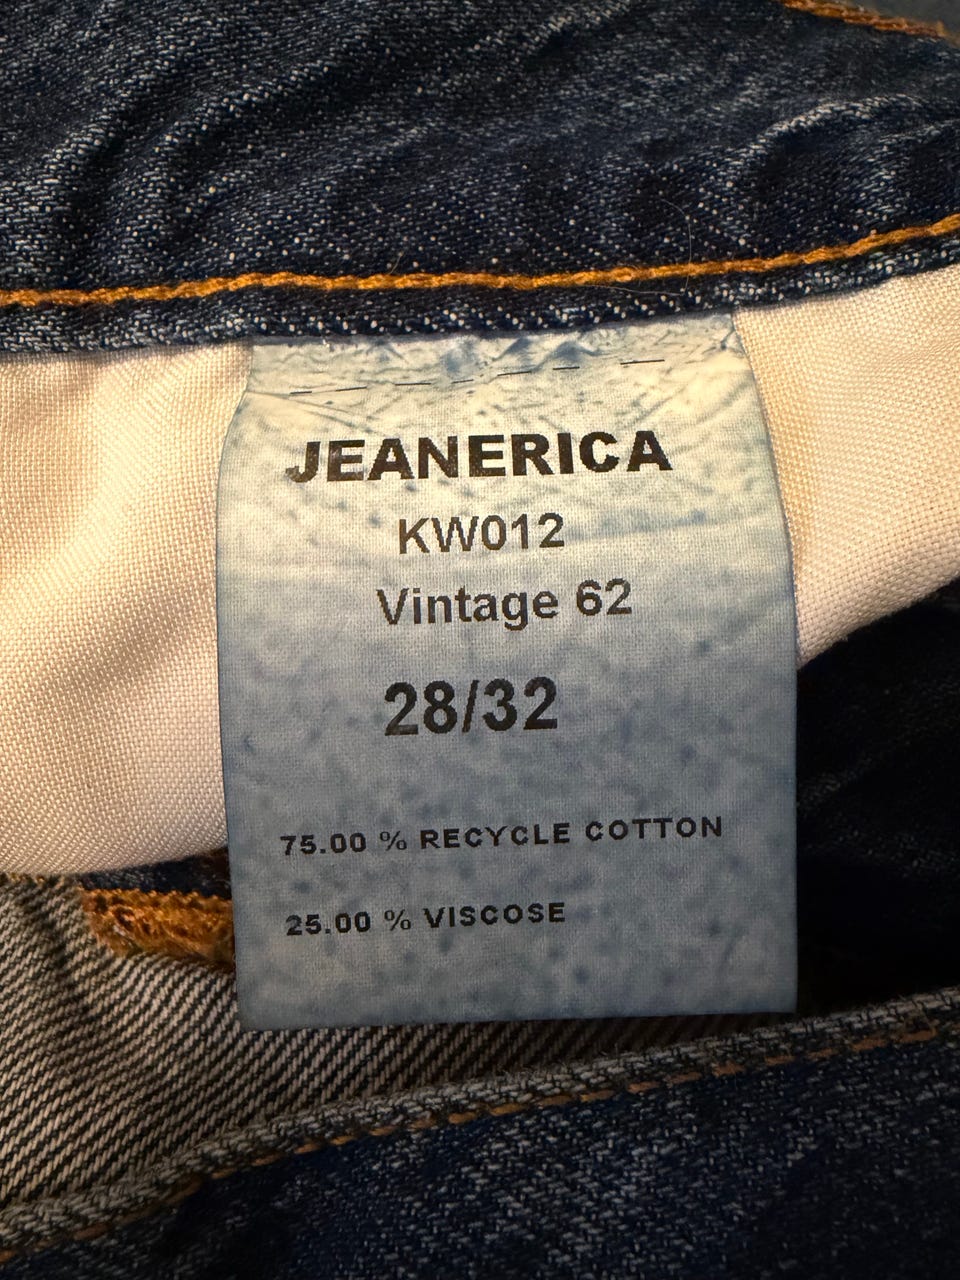 JEANERICA
KW012
Vintage 62
28/32
75.00 % RECYCLE COTTON
25.00 % VISCOSE